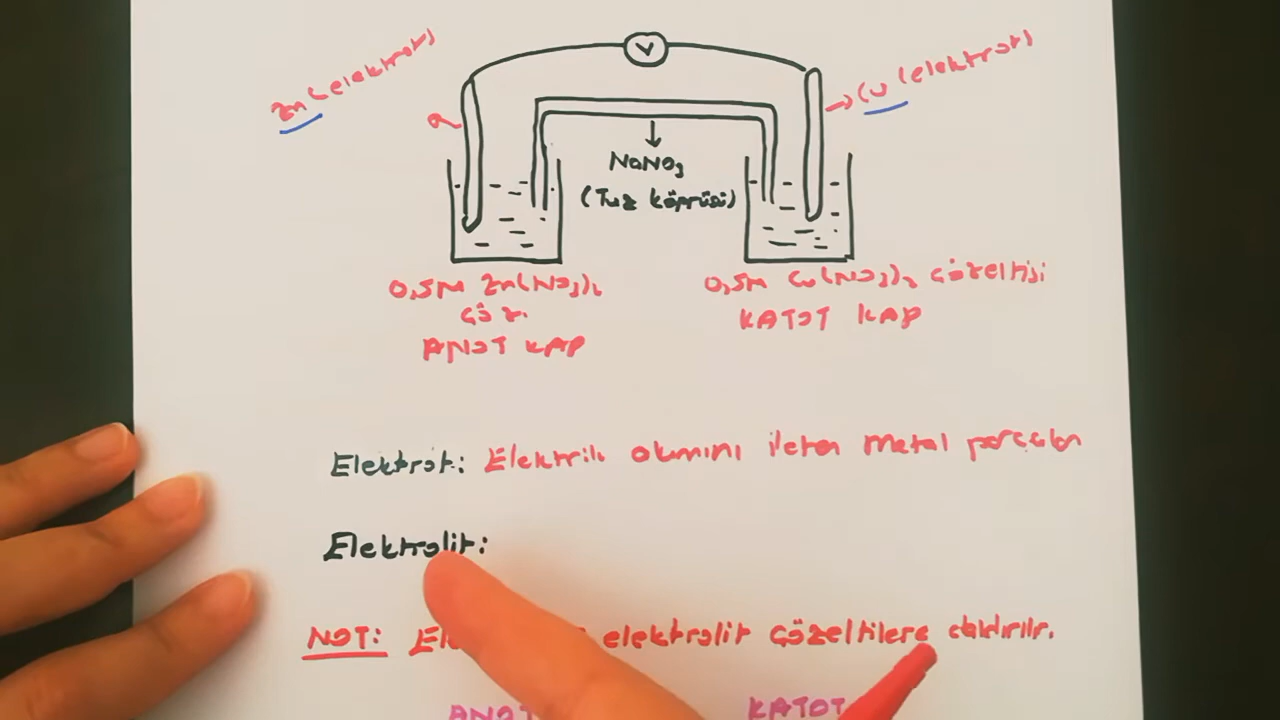 V
Zn (elektrot)
Cu (elektrot)
NaNO3
(Tuz köprüsü)
0,5M Zn(NO3)2
çöz.
ANOT KAP
0,5M Cu(NO3)2 çözeltisi
KATOT KAP
Elektrot: Elektrik akımını ileten metal parçaları
Elektrolit:
NOT: elektrolit çözeltilere daldırılır.
ANOT
KATOT